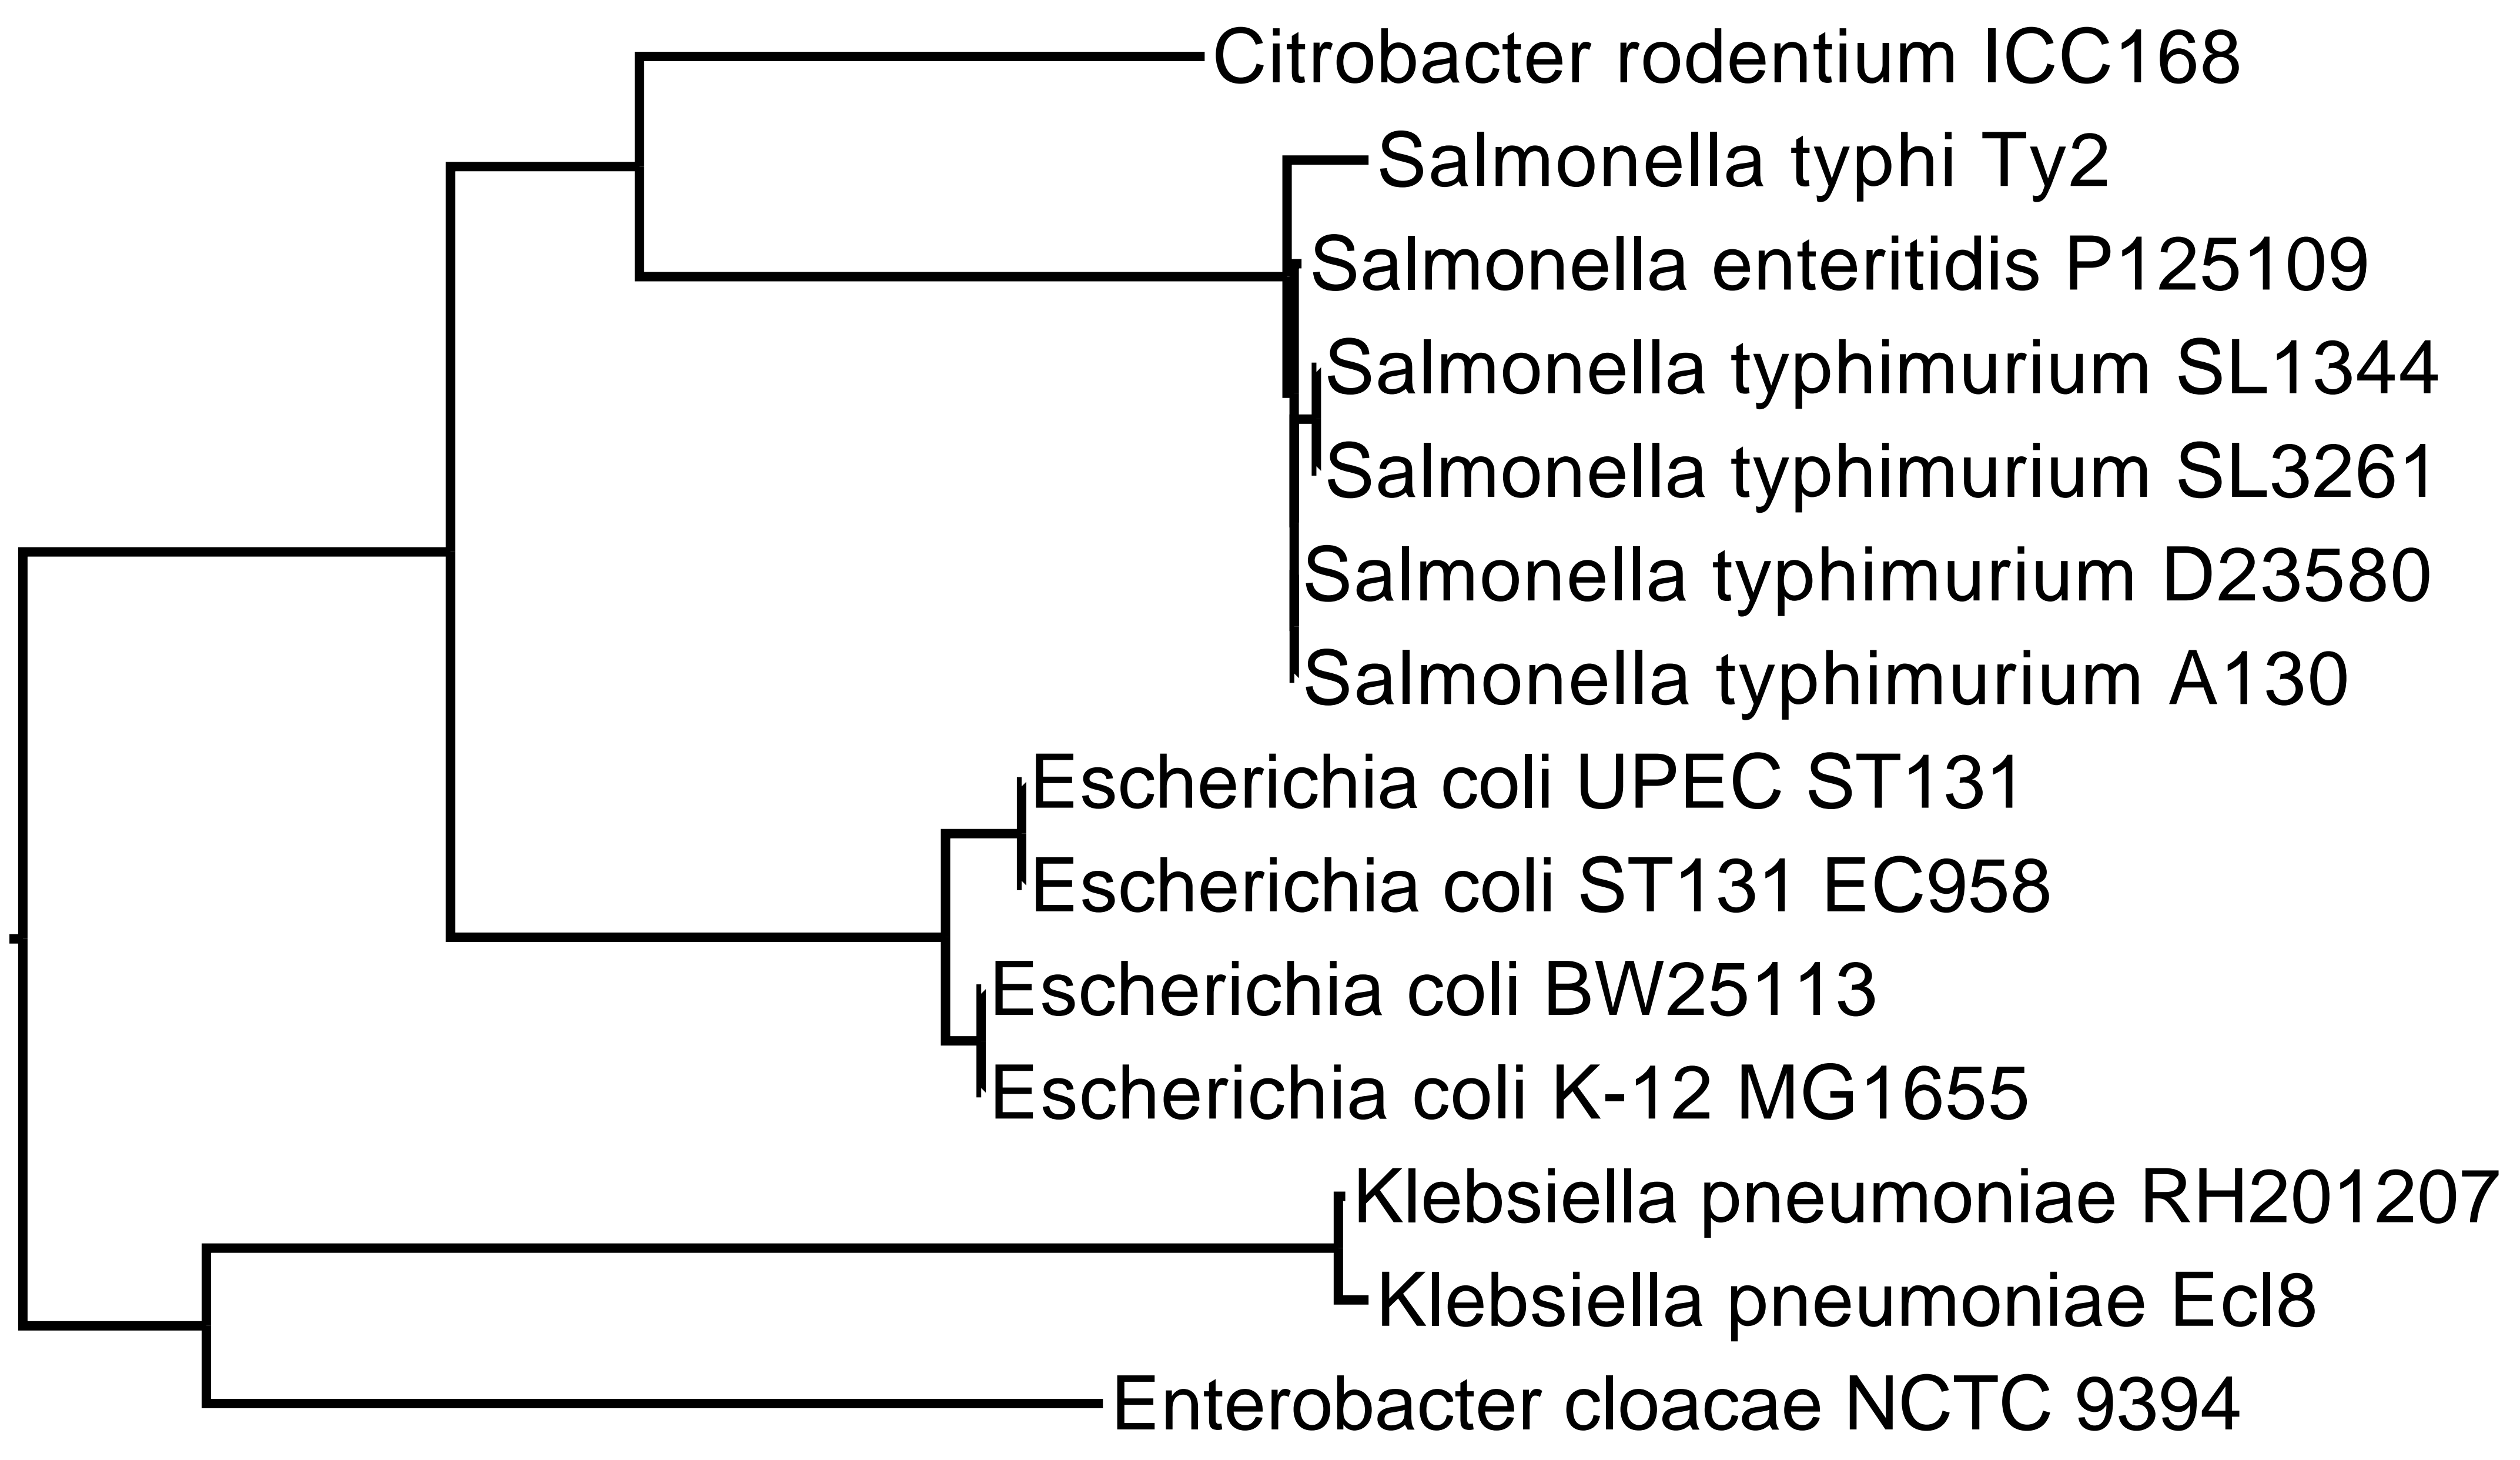 Citrobacter rodentium ICC168
Salmonella typhi Ty2
Salmonella enteritidis P125109
Salmonella typhimurium SL1344
Salmonella typhimurium SL3261
Salmonella typhimurium D23580
Salmonella typhimurium A130
Escherichia coli UPEC ST131
Escherichia coli ST131 EC958
Escherichia coli BW25113
Escherichia coli K-12 MG1655
Klebsiella pneumoniae RH201207
Klebsiella pneumoniae Ecl8
Enterobacter cloacae NCTC 9394